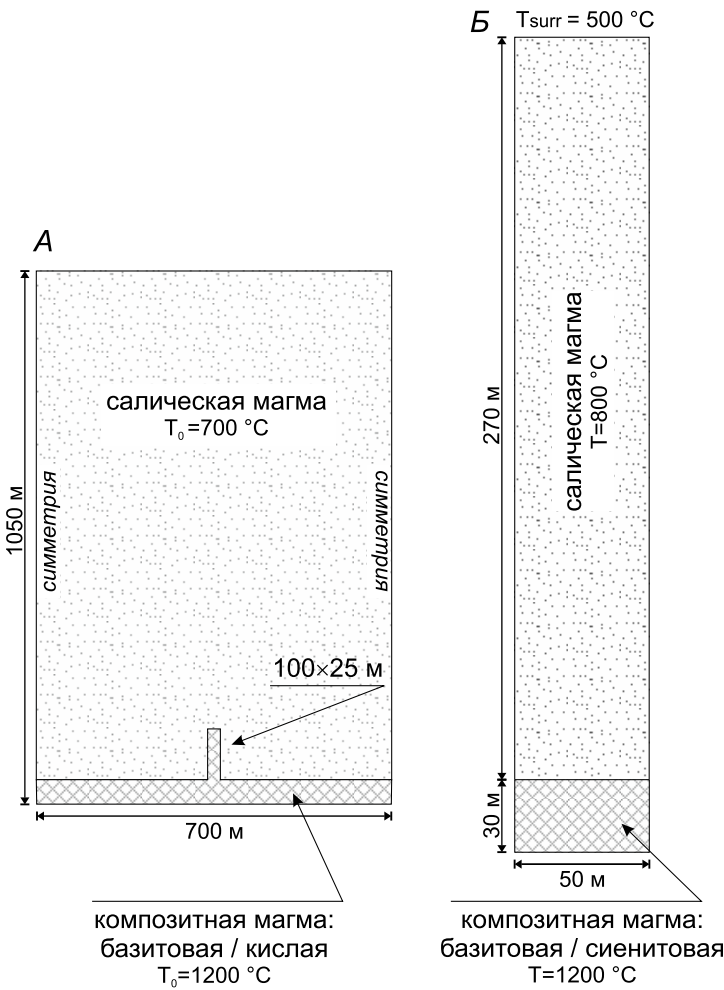 А
салическая магма
T₀=700 °C
1050 м
симметрия
симметрия
100×25 м
700 м
композитная магма:
базитовая / кислая
T₀=1200 °C
Б
Tsurr = 500 °C
270 м
салическая магма
T=800 °C
30 м
50 м
композитная магма:
базитовая / сиенитовая
T=1200 °C